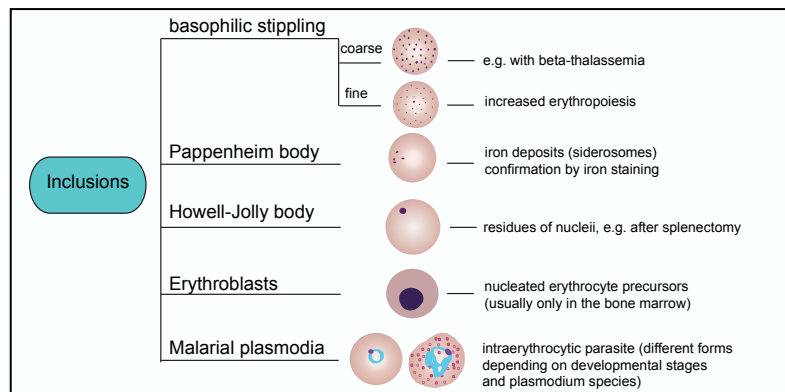 basophilic stippling
coarse
e.g. with beta-thalassemia
fine
increased erythropoiesis
Pappenheim body
iron deposits (siderosomes)
confirmation by iron staining
Inclusions
Howell-Jolly body
residues of nucleii, e.g. after splenectomy
Erythroblasts
nucleated erythrocyte precursors
(usually only in the bone marrow)
Malarial plasmodia
intraerythrocytic parasite (different forms
depending on developmental stages
and plasmodium species)